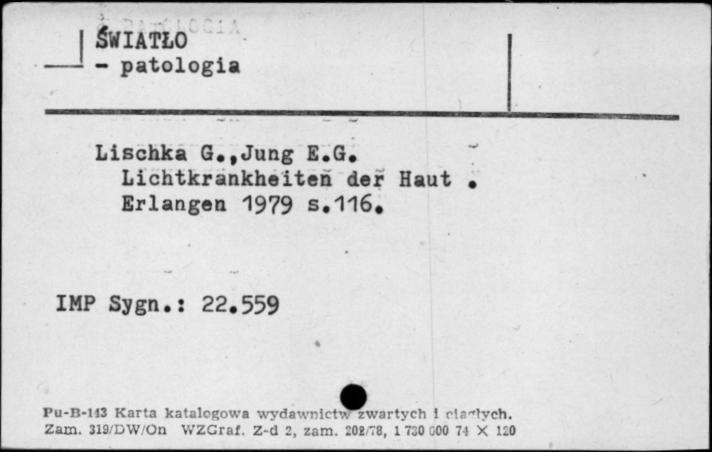 ŚWIATŁO
- patologia
Lischka G.,Jung E.G.
Lichtkrankheiten der Haut .
Erlangen 1979 s.116.
IMP Sygn.: 22.559
Pu-B-143 Karta katalogowa wydawnictw zwartych i ciągłych.
Zam. 319/DW/On WZGraf. Z-d 2, zam. 202/78, 1 730 000 74 × 120